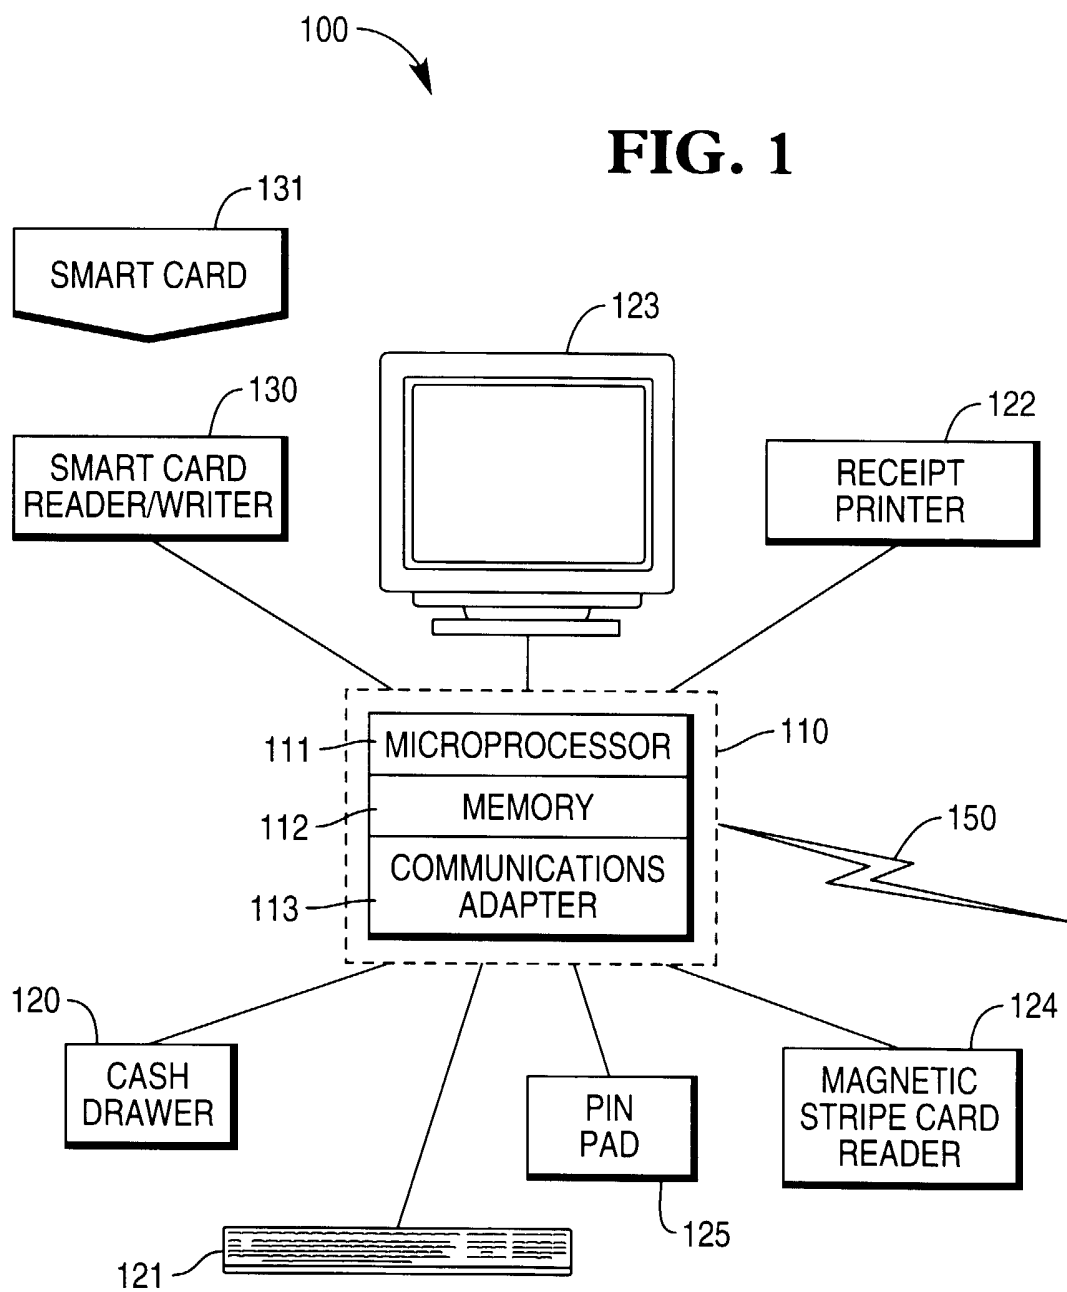 100
FIG. 1
131
SMART CARD
123
130
SMART CARD
READER/WRITER
122
RECEIPT
PRINTER
111
MICROPROCESSOR
110
112
MEMORY
150
113
COMMUNICATIONS
ADAPTER
120
CASH
DRAWER
124
MAGNETIC
STRIPE CARD
READER
PIN
PAD
125
121